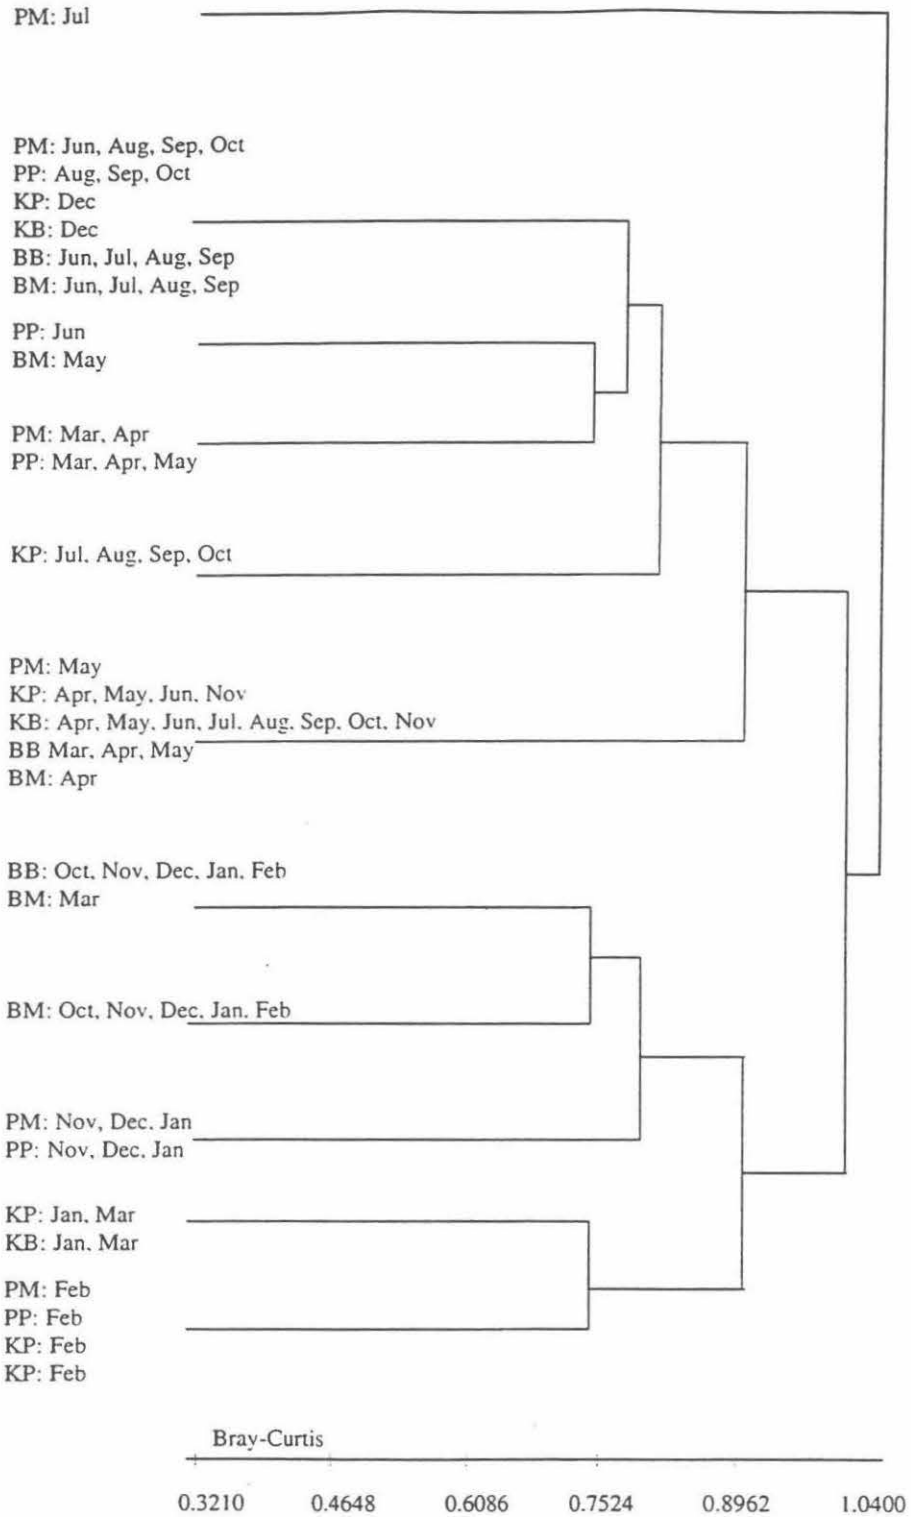 PM: Jul
PM: Jun, Aug, Sep, Oct
PP: Aug, Sep, Oct
KP: Dec
KB: Dec
BB: Jun, Jul, Aug, Sep
BM: Jun, Jul, Aug, Sep
PP: Jun
BM: May
PM: Mar, Apr
PP: Mar, Apr, May
KP: Jul, Aug, Sep, Oct
PM: May
KP: Apr, May, Jun, Nov
KB: Apr, May, Jun, Jul, Aug, Sep, Oct, Nov
BB Mar, Apr, May
BM: Apr
BB: Oct, Nov, Dec, Jan, Feb
BM: Mar
BM: Oct, Nov, Dec, Jan, Feb
PM: Nov, Dec, Jan
PP: Nov, Dec, Jan
KP: Jan, Mar
KB: Jan, Mar
PM: Feb
PP: Feb
KP: Feb
KP: Feb
Bray-Curtis
0.3210 0.4648 0.6086 0.7524 0.8962 1.0400